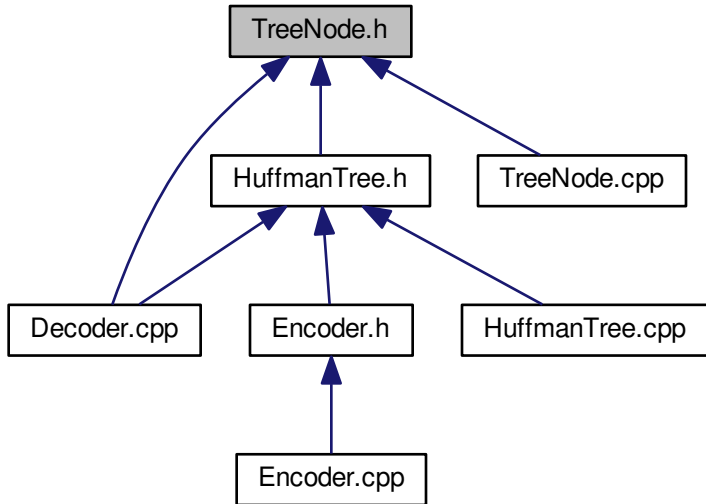 TreeNode.h
HuffmanTree.h
TreeNode.cpp
Decoder.cpp
Encoder.h
HuffmanTree.cpp
Encoder.cpp